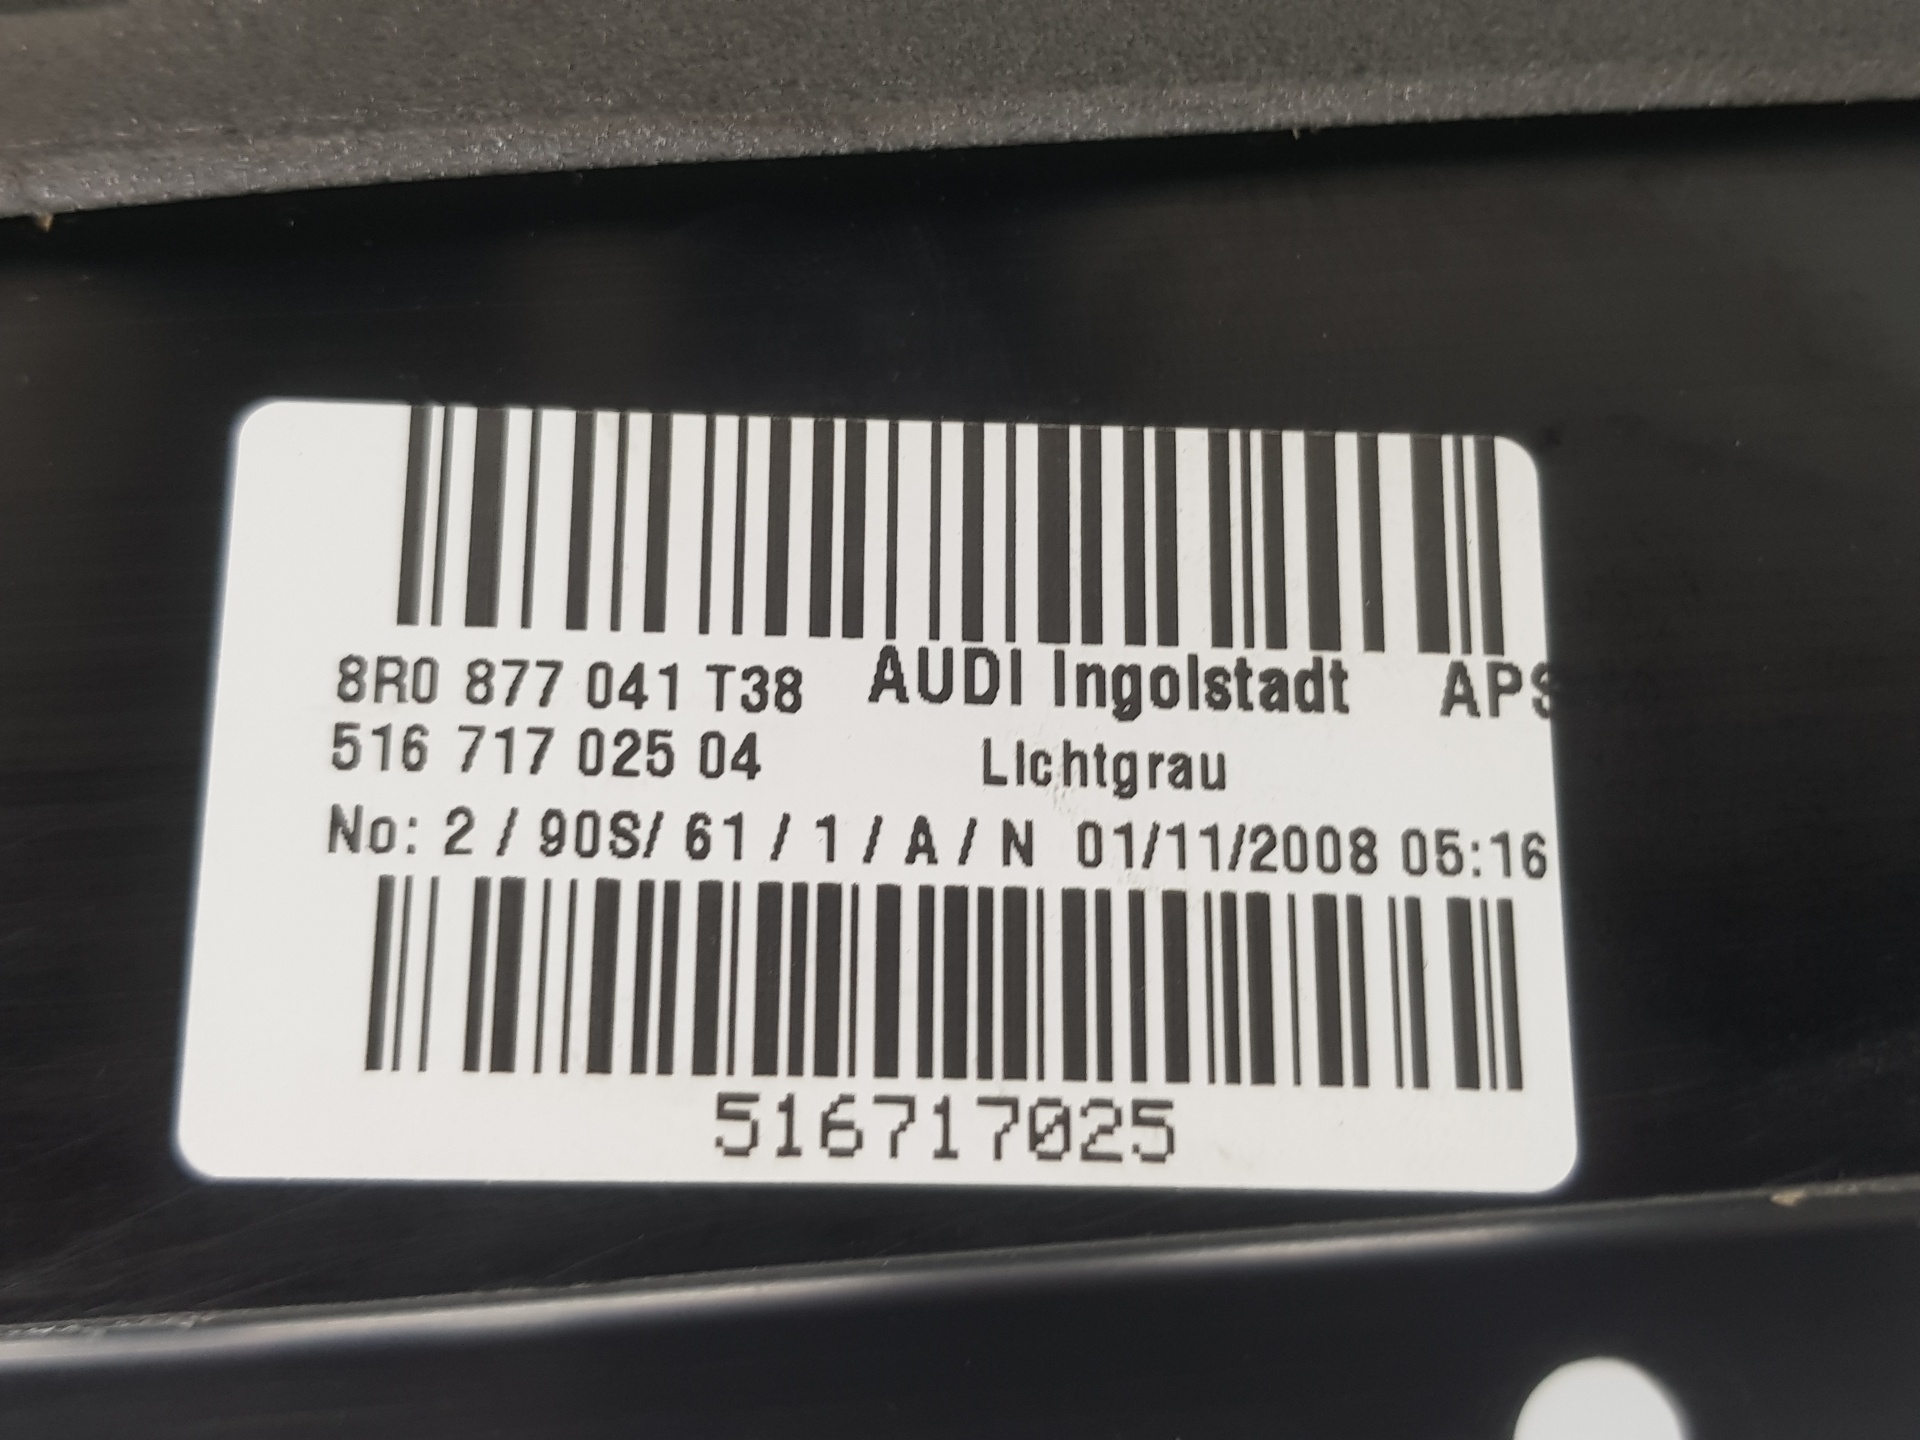 8R0 877 041 T38 AUDI Ingolstadt APS
516 717 025 04 Lichtgrau
No: 2 / 90S/ 61 / 1 / A / N 01/11/2008 05:16
516717025